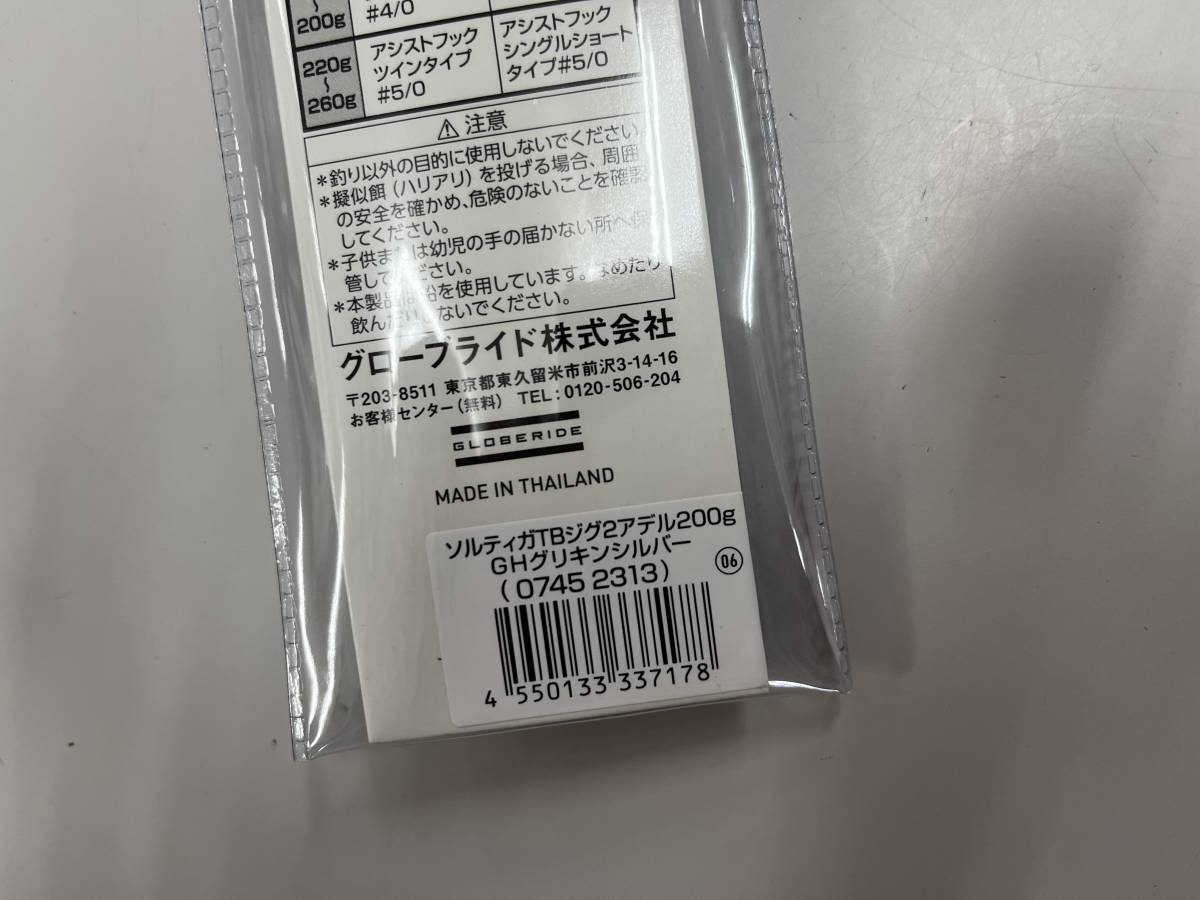 ～
200g
#4/0
220g
～
260g
アシストフック
ツインタイプ
#5/0
アシストフック
シングルショート
タイプ#5/0
⚠ 注意
*釣り以外の目的に使用しないでください。
*擬似餌（ハリアリ）を投げる場合、周囲
の安全を確かめ、危険のないことを確認
してください。
*子供または幼児の手の届かない所へ保
管してください。
*本製品は鉛を使用しています。なめたり
飲んだりしないでください。
グローブライド株式会社
〒203-8511 東京都東久留米市前沢3-14-16
お客様センター（無料） TEL：0120-506-204
GLOBERIDE
MADE IN THAILAND
ソルティガTBジグ2アデル200g
GHグリキンシルバー
(0745 2313)
06
4 550133 337178